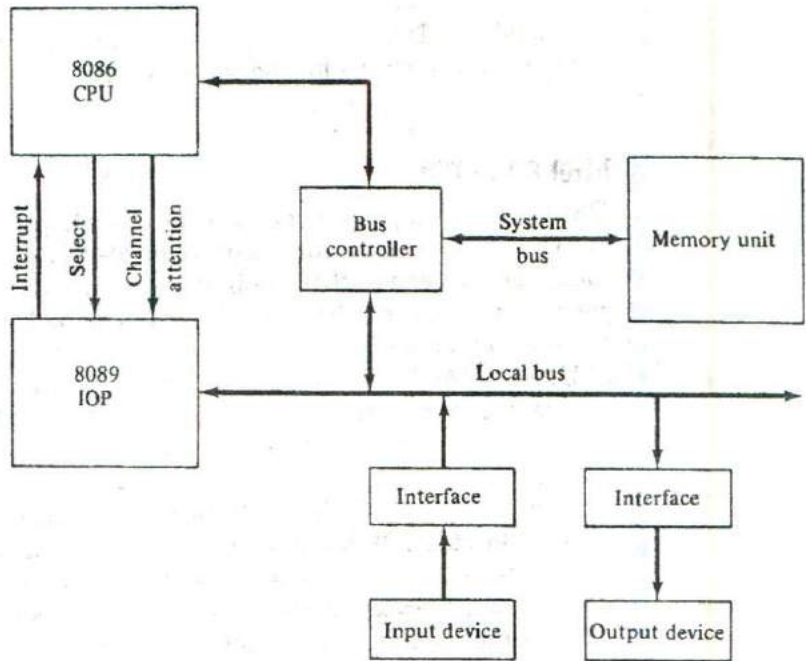 8086
CPU
Interrupt
Select
Channel
attention
Bus
controller
System
bus
Memory unit
8089
IOP
Local bus
Interface
Interface
Input device
Output device